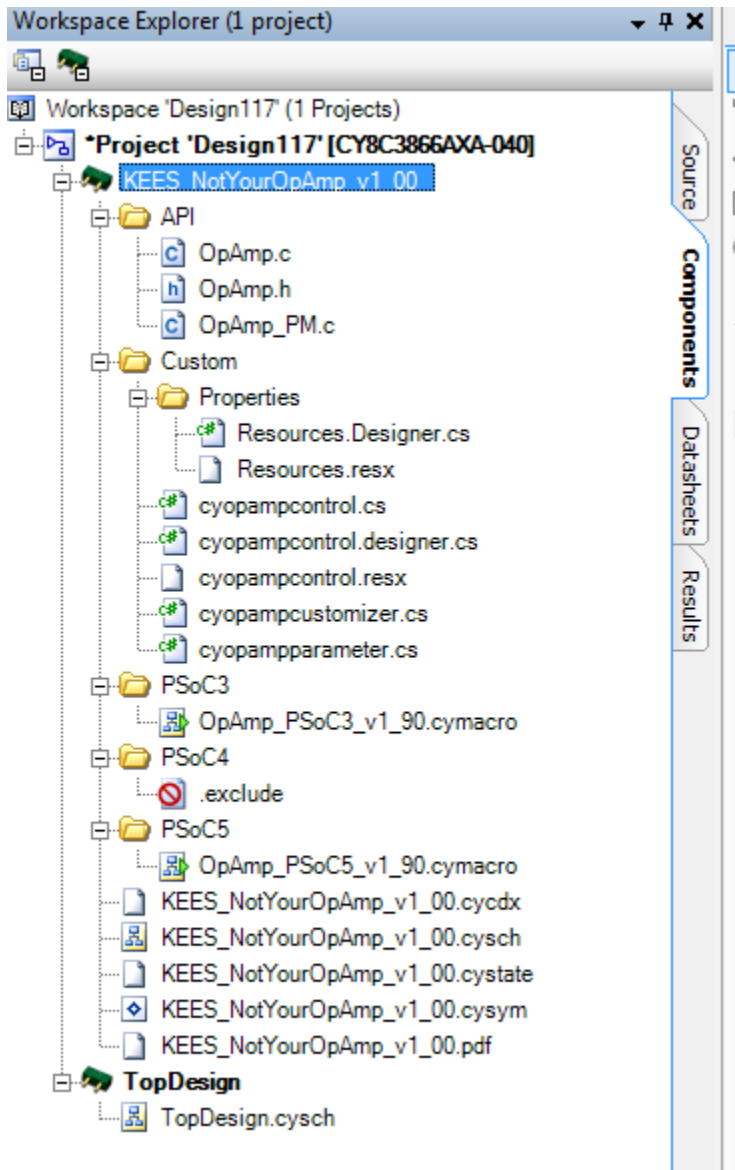 Workspace Explorer (1 project)
Workspace 'Design117' (1 Projects)
*Project 'Design117' [CY8C3866AXA-040]
KEES_NotYourOpAmp_v1_00
API
OpAmp.c
OpAmp.h
OpAmp_PM.c
Custom
Properties
Resources.Designer.cs
Resources.resx
cyopampcontrol.cs
cyopampcontrol.designer.cs
cyopampcontrol.resx
cyopampcustomizer.cs
cyopampparameter.cs
PSoC3
OpAmp_PSoC3_v1_90.cymacro
PSoC4
.exclude
PSoC5
OpAmp_PSoC5_v1_90.cymacro
KEES_NotYourOpAmp_v1_00.cycdx
KEES_NotYourOpAmp_v1_00.cysch
KEES_NotYourOpAmp_v1_00.cystate
KEES_NotYourOpAmp_v1_00.cysym
KEES_NotYourOpAmp_v1_00.pdf
TopDesign
TopDesign.cysch
Source
Components
Datasheets
Results